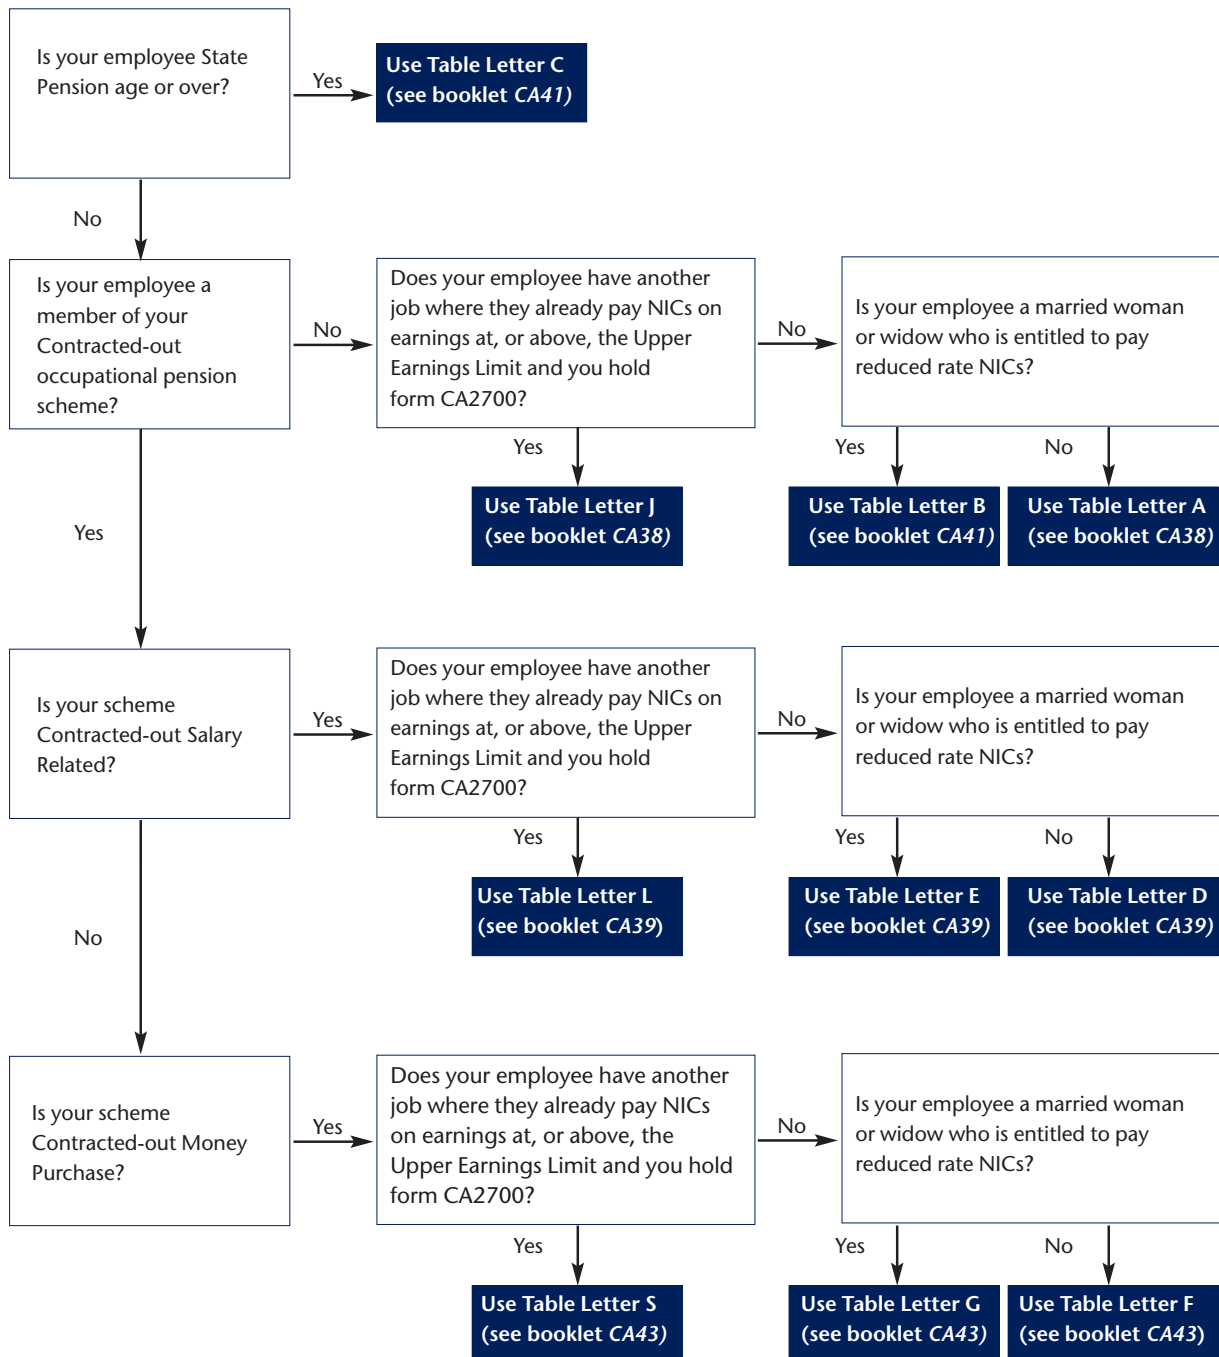 Is your employee State
Pension age or over?
Yes
Use Table Letter C
(see booklet CA41)
No
Is your employee a
member of your
Contracted-out
occupational pension
scheme?
No
Does your employee have another
job where they already pay NICs on
earnings at, or above, the Upper
Earnings Limit and you hold
form CA2700?
No
Is your employee a married woman
or widow who is entitled to pay
reduced rate NICs?
Yes
Yes
No
Use Table Letter J
(see booklet CA38)
Use Table Letter B
(see booklet CA41)
Use Table Letter A
(see booklet CA38)
Yes
Is your scheme
Contracted-out Salary
Related?
Yes
Does your employee have another
job where they already pay NICs on
earnings at, or above, the Upper
Earnings Limit and you hold
form CA2700?
No
Is your employee a married woman
or widow who is entitled to pay
reduced rate NICs?
Yes
Yes
No
Use Table Letter L
(see booklet CA39)
Use Table Letter E
(see booklet CA39)
Use Table Letter D
(see booklet CA39)
No
Is your scheme
Contracted-out Money
Purchase?
Yes
Does your employee have another
job where they already pay NICs
on earnings at, or above, the
Upper Earnings Limit and you hold
form CA2700?
No
Is your employee a married woman
or widow who is entitled to pay
reduced rate NICs?
Yes
Yes
No
Use Table Letter S
(see booklet CA43)
Use Table Letter G
(see booklet CA43)
Use Table Letter F
(see booklet CA43)